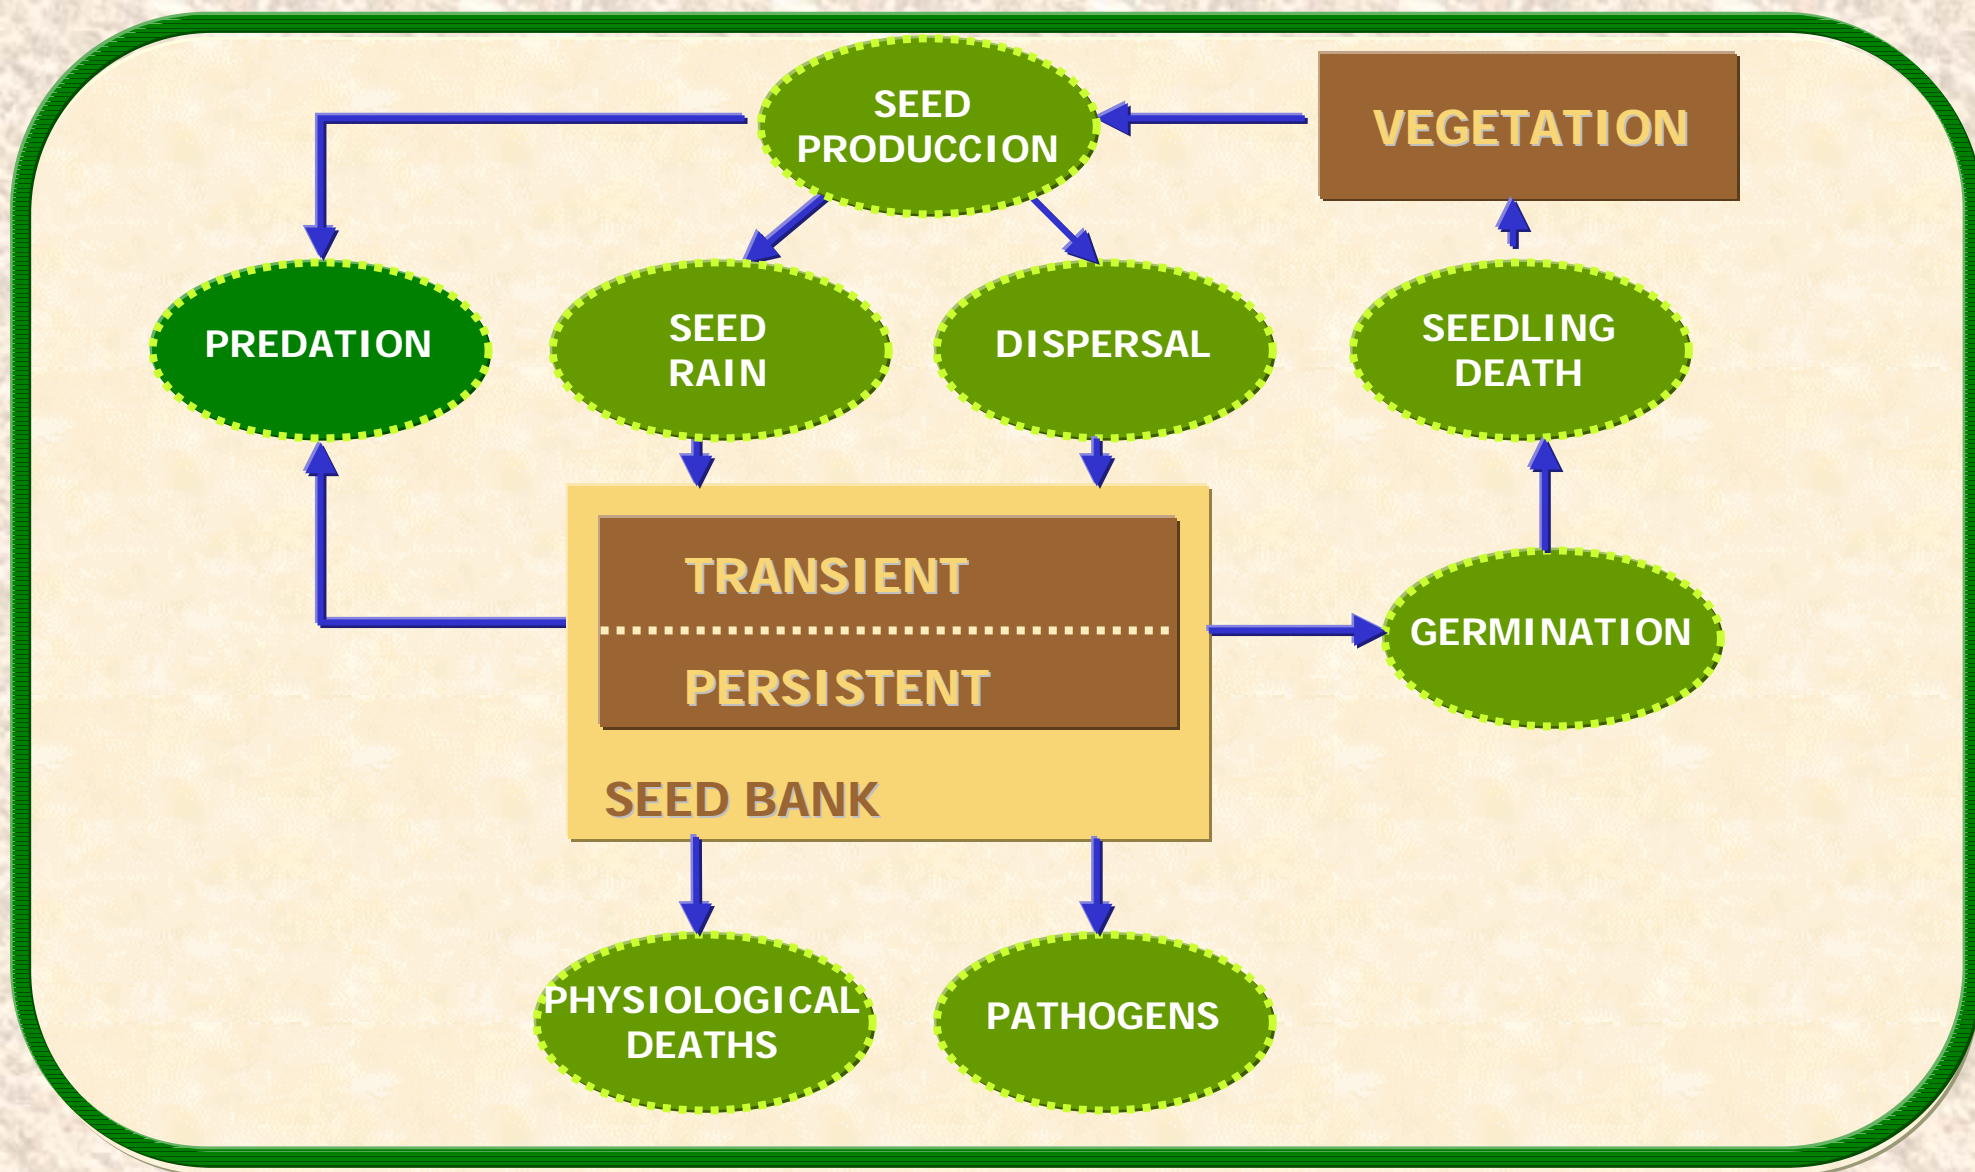 SEED
PRODUCCION
VEGETATION
PREDATION
SEED
RAIN
DISPERSAL
SEEDLING
DEATH
TRANSIENT
PERSISTENT
GERMINATION
SEED BANK
PHYSIOLOGICAL
DEATHS
PATHOGENS